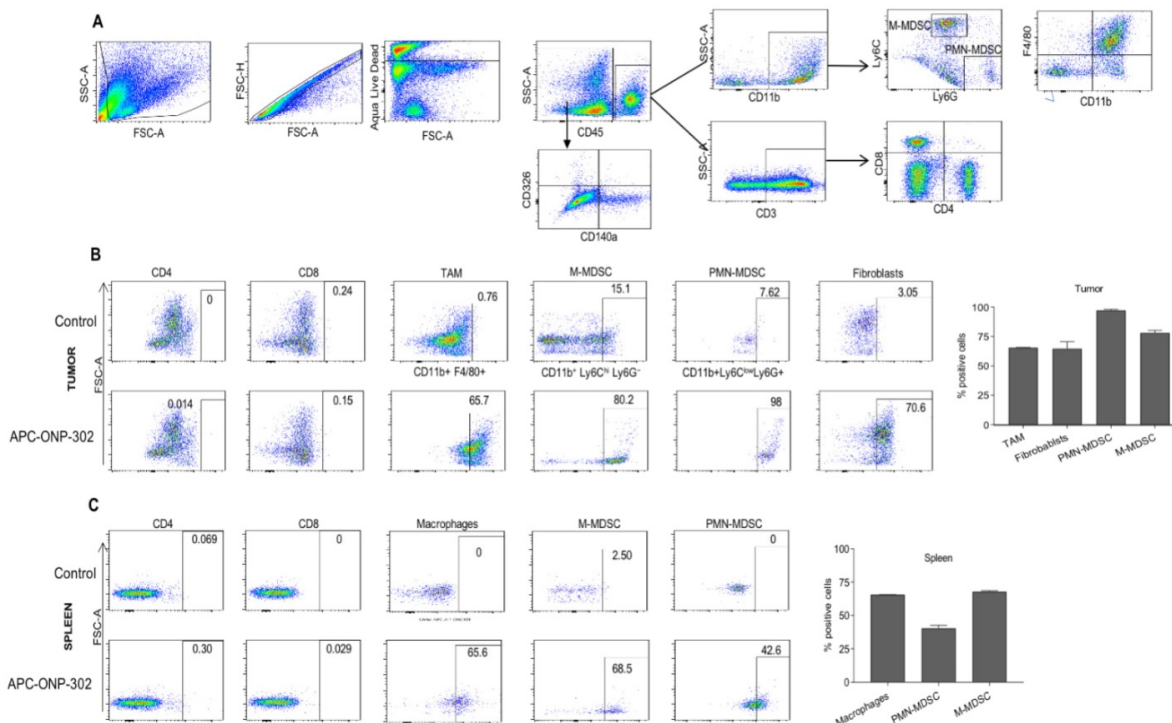 A
SSC-A
FSC-A
FSC-H
FSC-A
Aqua Live Dead
FSC-A
CD45
CD326
CD140a
SSC-A
CD11b
SSC-A
CD3
M-MDSC
PMN-MDSC
Ly6C
Ly6G
F4/80
CD11b
CD8
CD4
B
CD4
CD8
TAM
M-MDSC
PMN-MDSC
Fibroblasts
TUMOR
FSC-A
Control
0
0.24
0.76
15.1
7.62
3.05
CD11b+ F4/80+
CD11b+ Ly6Chi Ly6G-
CD11b+Ly6ClowLy6G+
APC-ONP-302
0.014
0.15
65.7
80.2
98
70.6
Tumor
% positive cells
100
75
50
25
0
TAM
Fibrobablsts
PMN-MDSC
M-MDSC
C
CD4
CD8
Macrophages
M-MDSC
PMN-MDSC
SPLEEN
FSC-A
Control
0.069
0
0
2.50
0
APC-ONP-302
0.30
0.029
65.6
68.5
42.6
Spleen
% positive cells
100
75
50
25
0
Macrophages
PMN-MDSC
M-MDSC